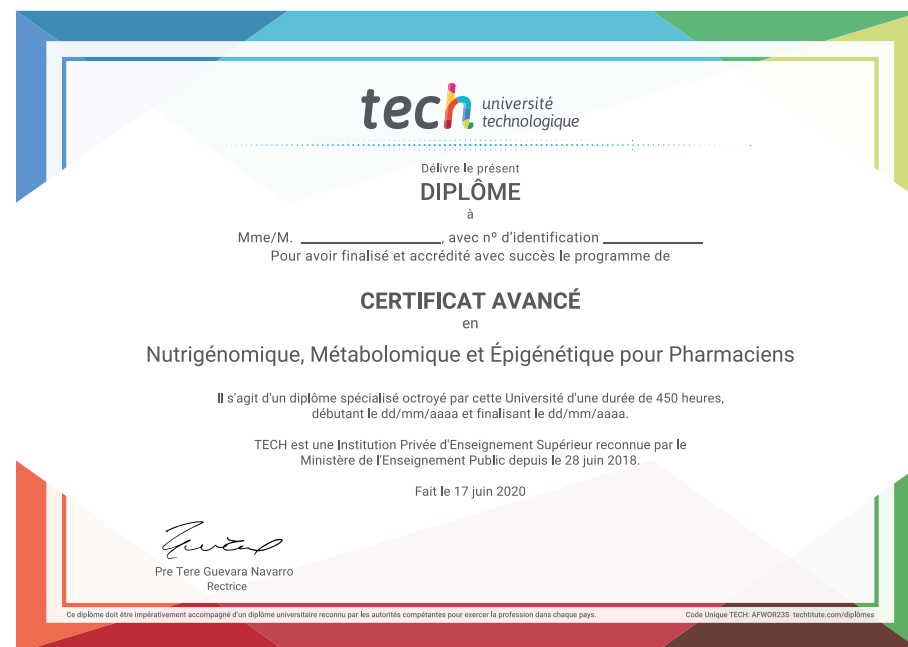 tech université
technologique
Délivre le présent
DIPLÔME
à
Mme/M. ____________________, avec nº d'identification ______________
Pour avoir finalisé et accrédité avec succès le programme de
CERTIFICAT AVANCÉ
en
Nutrigénomique, Métabolomique et Épigénétique pour Pharmaciens
Il s'agit d'un diplôme spécialisé octroyé par cette Université d'une durée de 450 heures,
débutant le dd/mm/aaaa et finalisant le dd/mm/aaaa.
TECH est une Institution Privée d'Enseignement Supérieur reconnue par le
Ministère de l'Enseignement Public depuis le 28 juin 2018.
Fait le 17 juin 2020
Pre Tere Guevara Navarro
Rectrice
Ce diplôme doit être impérativement accompagné d'un diplôme universitaire reconnu par les autorités compétentes pour exercer la profession dans chaque pays.
Code Unique TECH: AFWOR23S techtitute.com/diplômes